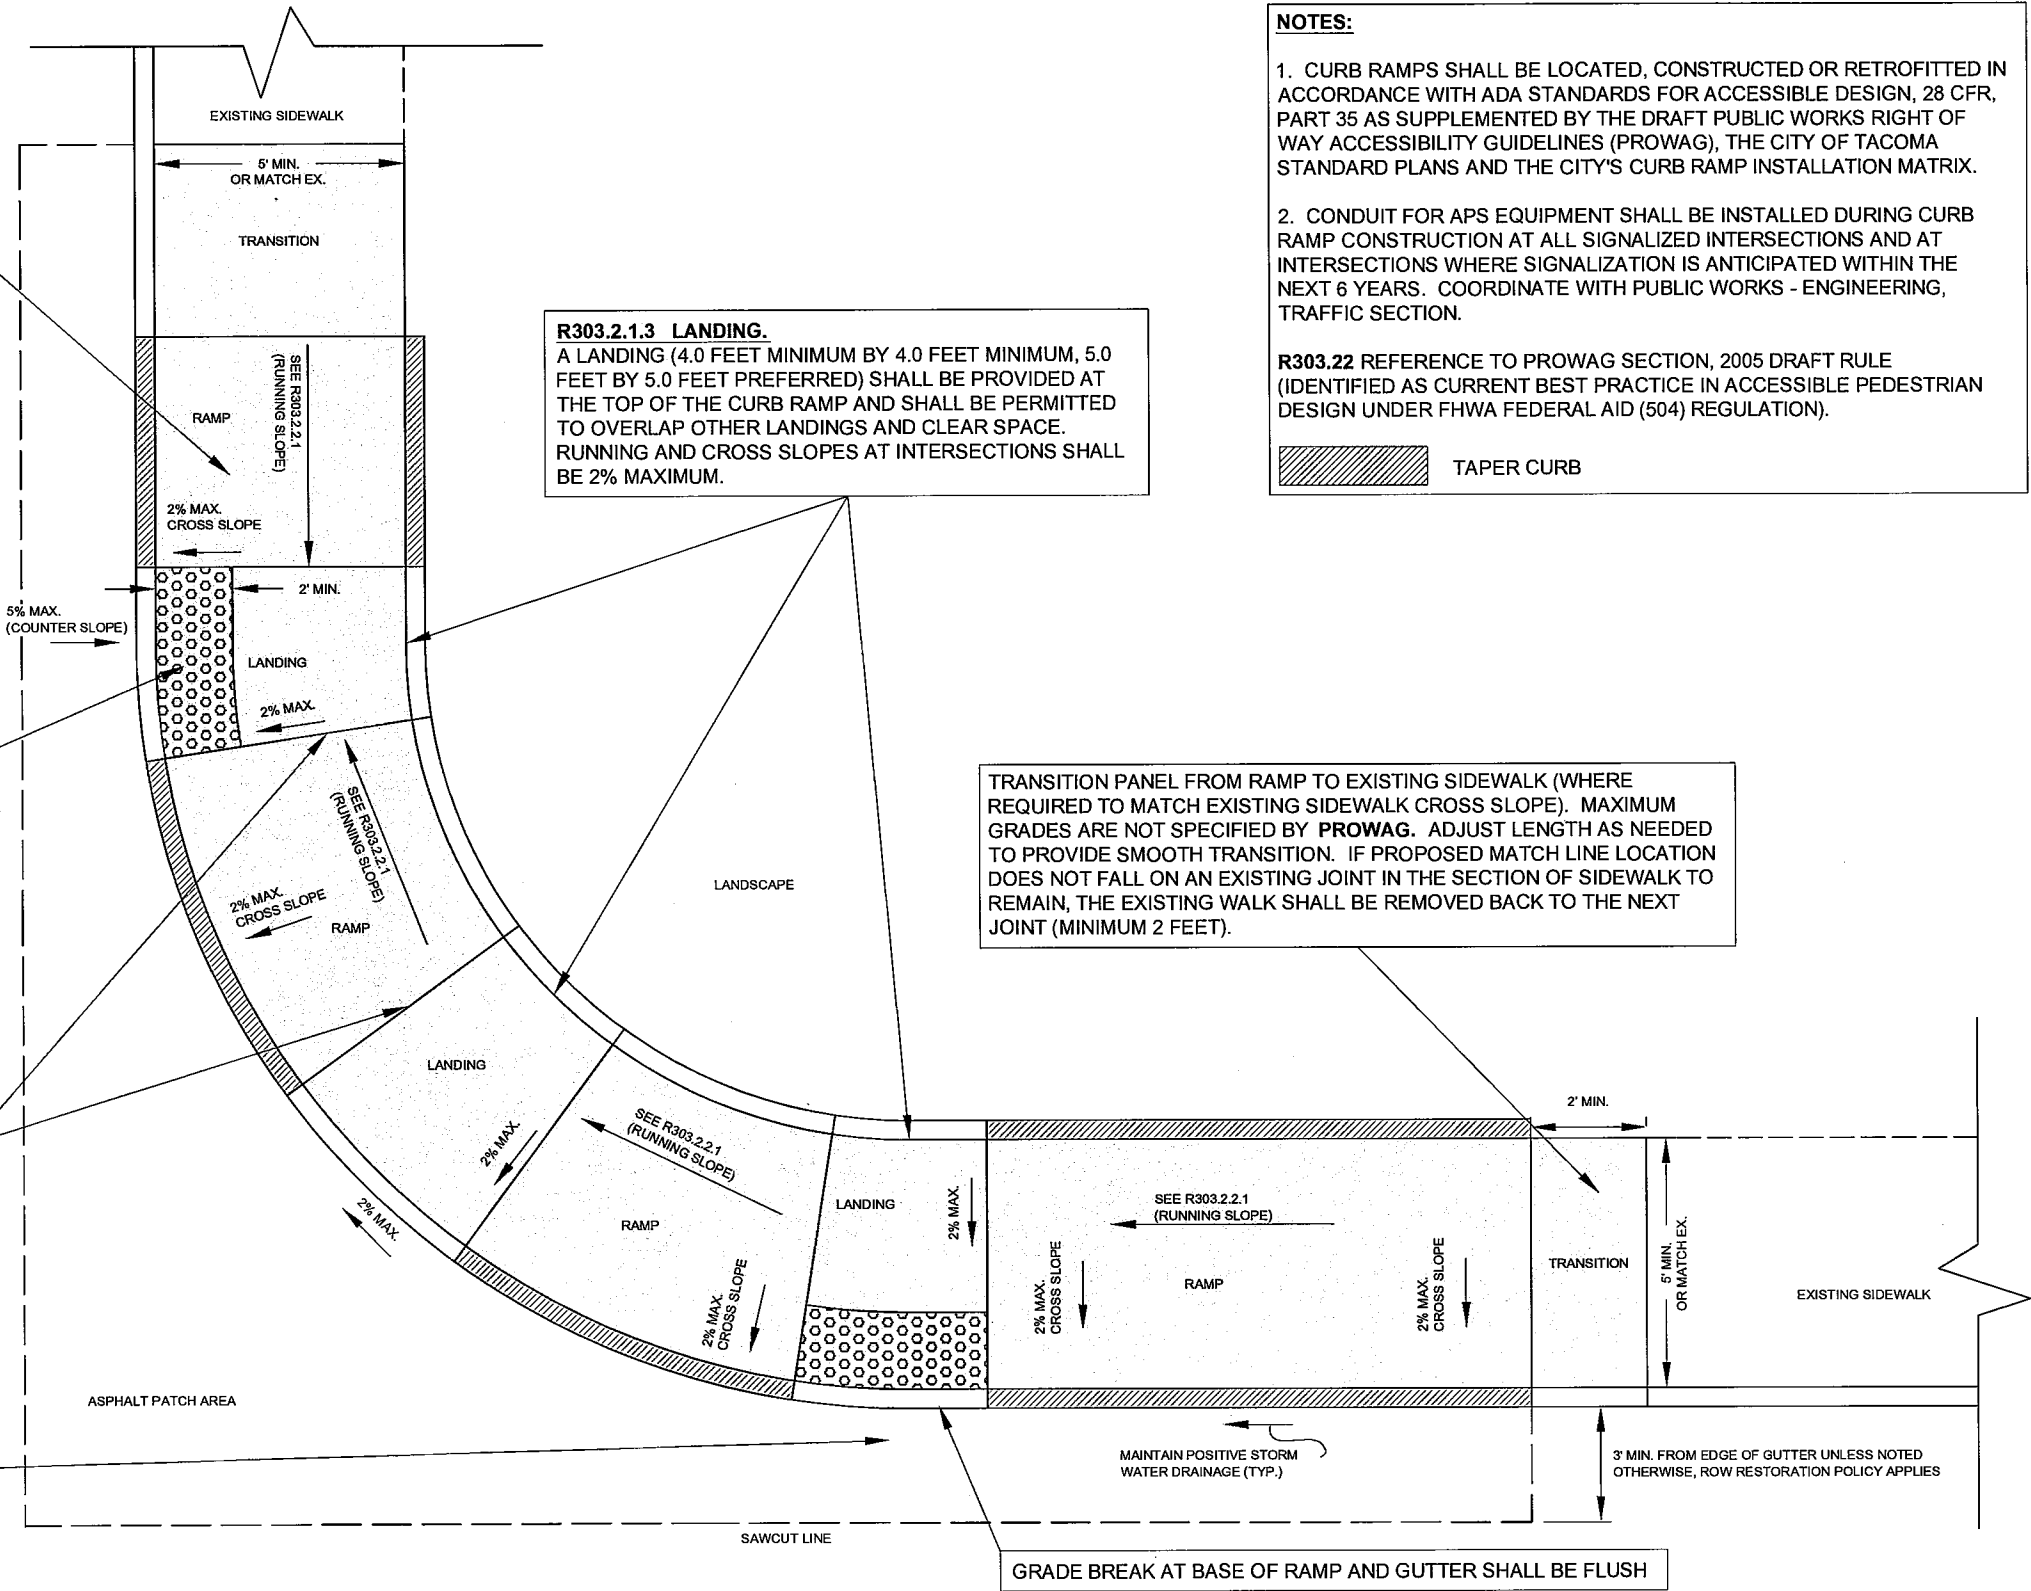 NOTES:
1. CURB RAMPS SHALL BE LOCATED, CONSTRUCTED OR RETROFITTED IN
ACCORDANCE WITH ADA STANDARDS FOR ACCESSIBLE DESIGN, 28 CFR,
PART 35 AS SUPPLEMENTED BY THE DRAFT PUBLIC WORKS RIGHT OF
WAY ACCESSIBILITY GUIDELINES (PROWAG), THE CITY OF TACOMA
STANDARD PLANS AND THE CITY'S CURB RAMP INSTALLATION MATRIX.
2. CONDUIT FOR APS EQUIPMENT SHALL BE INSTALLED DURING CURB
RAMP CONSTRUCTION AT ALL SIGNALIZED INTERSECTIONS AND AT
INTERSECTIONS WHERE SIGNALIZATION IS ANTICIPATED WITHIN THE
NEXT 6 YEARS. COORDINATE WITH PUBLIC WORKS - ENGINEERING,
TRAFFIC SECTION.
R303.22 REFERENCE TO PROWAG SECTION, 2005 DRAFT RULE
(IDENTIFIED AS CURRENT BEST PRACTICE IN ACCESSIBLE PEDESTRIAN
DESIGN UNDER FHWA FEDERAL AID (504) REGULATION).
TAPER CURB
EXISTING SIDEWALK
5' MIN.
OR MATCH EX.
TRANSITION
SEE R303.2.2.1
(RUNNING SLOPE)
RAMP
2% MAX.
CROSS SLOPE
2' MIN.
5% MAX.
(COUNTER SLOPE)
LANDING
2% MAX.
R303.2.1.3 LANDING.
A LANDING (4.0 FEET MINIMUM BY 4.0 FEET MINIMUM, 5.0
FEET BY 5.0 FEET PREFERRED) SHALL BE PROVIDED AT
THE TOP OF THE CURB RAMP AND SHALL BE PERMITTED
TO OVERLAP OTHER LANDINGS AND CLEAR SPACE.
RUNNING AND CROSS SLOPES AT INTERSECTIONS SHALL
BE 2% MAXIMUM.
SEE R303.2.2.1
(RUNNING SLOPE)
2% MAX.
CROSS SLOPE
RAMP
LANDSCAPE
TRANSITION PANEL FROM RAMP TO EXISTING SIDEWALK (WHERE
REQUIRED TO MATCH EXISTING SIDEWALK CROSS SLOPE). MAXIMUM
GRADES ARE NOT SPECIFIED BY PROWAG. ADJUST LENGTH AS NEEDED
TO PROVIDE SMOOTH TRANSITION. IF PROPOSED MATCH LINE LOCATION
DOES NOT FALL ON AN EXISTING JOINT IN THE SECTION OF SIDEWALK TO
REMAIN, THE EXISTING WALK SHALL BE REMOVED BACK TO THE NEXT
JOINT (MINIMUM 2 FEET).
LANDING
2% MAX.
2% MAX.
SEE R303.2.2.1
(RUNNING SLOPE)
RAMP
2% MAX.
CROSS SLOPE
LANDING
2% MAX.
SEE R303.2.2.1
(RUNNING SLOPE)
2% MAX.
CROSS SLOPE
RAMP
2% MAX.
CROSS SLOPE
2' MIN.
TRANSITION
5' MIN.
OR MATCH EX.
EXISTING SIDEWALK
ASPHALT PATCH AREA
MAINTAIN POSITIVE STORM
WATER DRAINAGE (TYP.)
3' MIN. FROM EDGE OF GUTTER UNLESS NOTED
OTHERWISE, ROW RESTORATION POLICY APPLIES
SAWCUT LINE
GRADE BREAK AT BASE OF RAMP AND GUTTER SHALL BE FLUSH